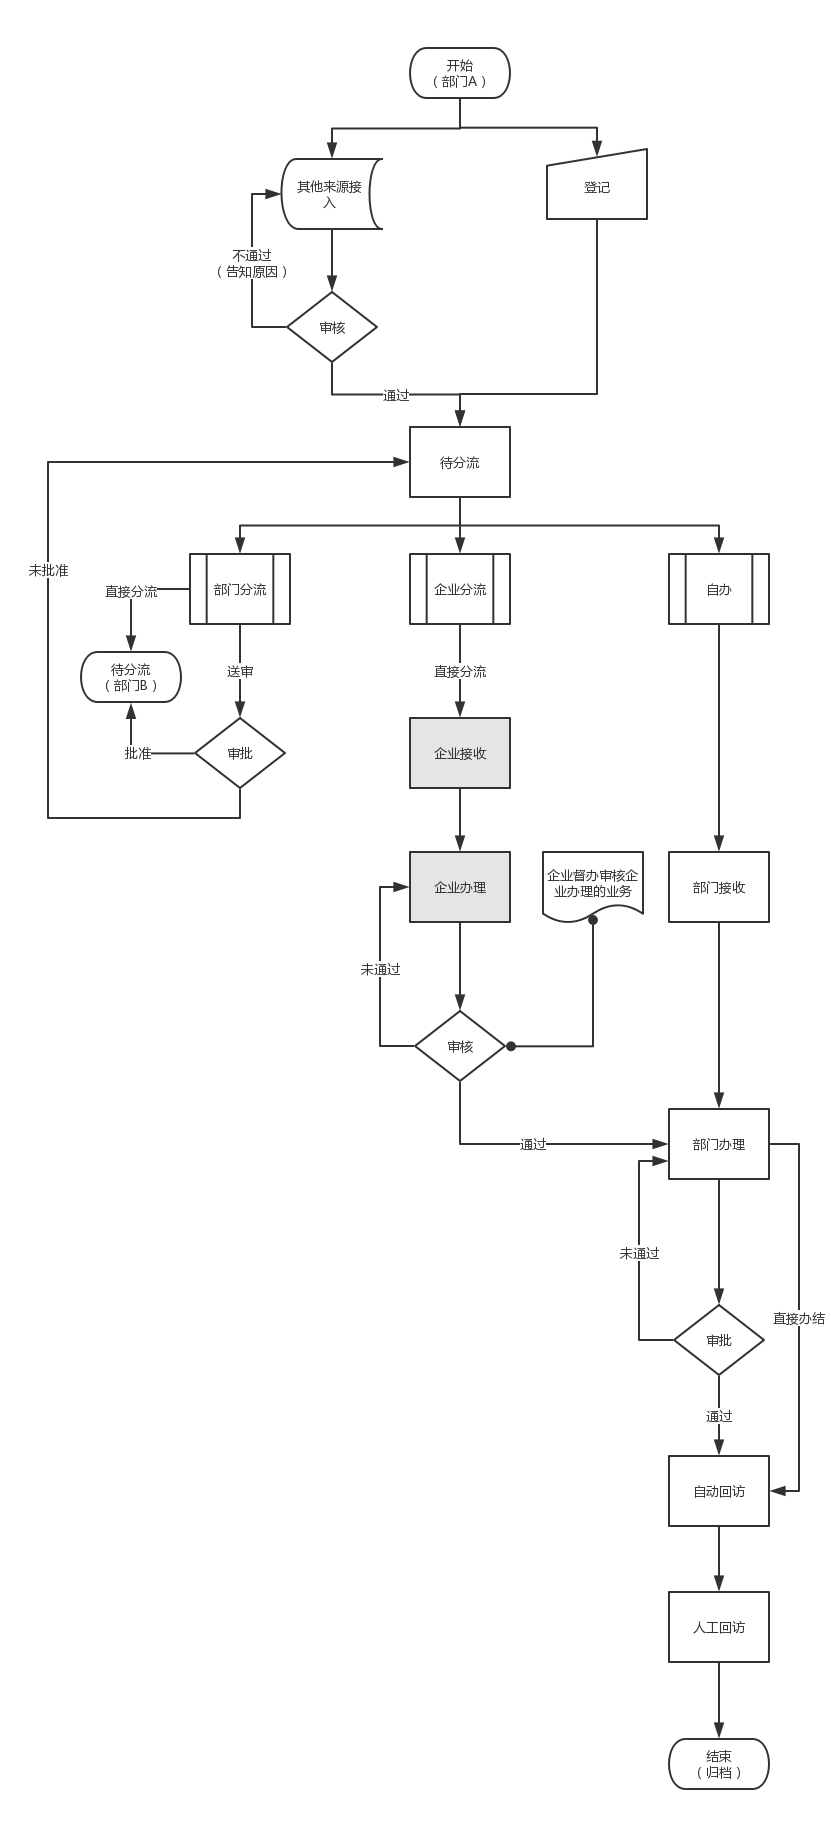 开始
（部门A）
其他来源接
入
登记
不通过
（告知原因）
审核
通过
待分流
未批准
直接分流
部门分流
企业分流
自办
待分流
（部门B）
送审
直接分流
批准
审批
企业接收
企业办理
企业督办审核企
业办理的业务
部门接收
未通过
审核
通过
部门办理
未通过
直接办结
审批
通过
自动回访
人工回访
结束
（归档）